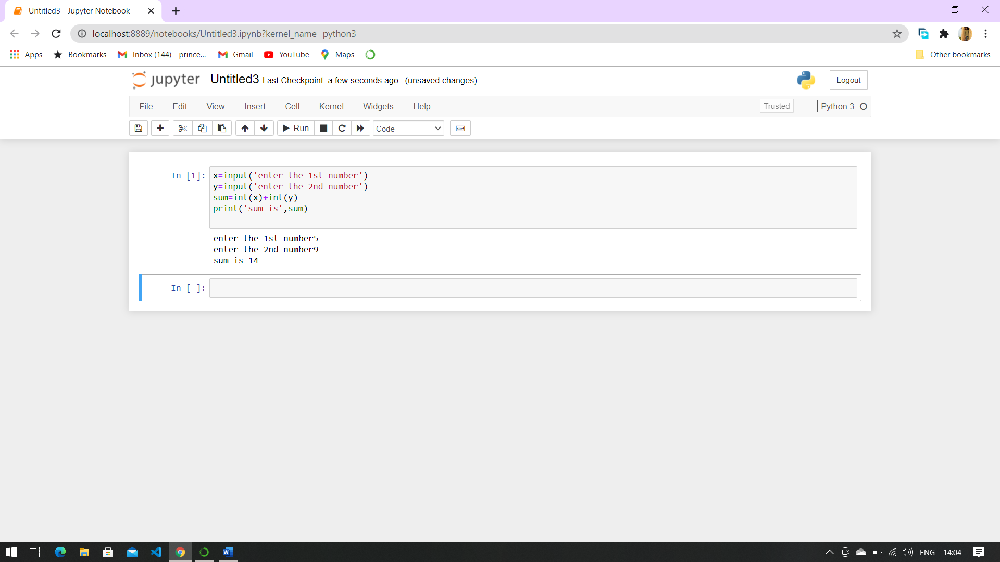 Untitled3 - Jupyter Notebook
localhost:8889/notebooks/Untitled3.ipynb?kernel_name=python3
Apps Bookmarks Inbox (144) - prince... Gmail YouTube Maps Other bookmarks
jupyter Untitled3 Last Checkpoint: a few seconds ago (unsaved changes) Logout
File Edit View Insert Cell Kernel Widgets Help Trusted Python 3
Run Code
In [1]: x=input('enter the 1st number')
y=input('enter the 2nd number')
sum=int(x)+int(y)
print('sum is',sum)
enter the 1st number5
enter the 2nd number9
sum is 14
In [ ]:
ENG 14:04